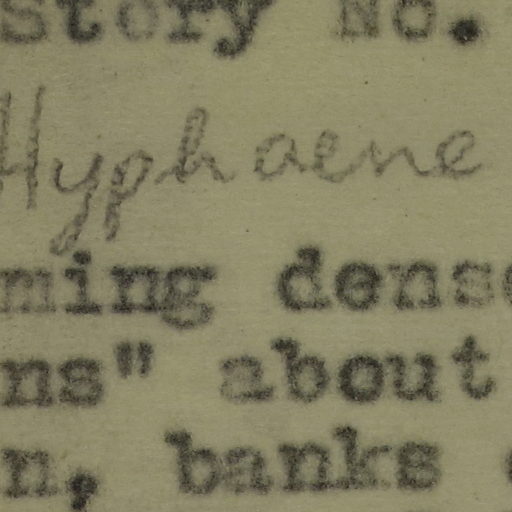 story No.
Hyphaene
ming dense
ns" about
n, banks